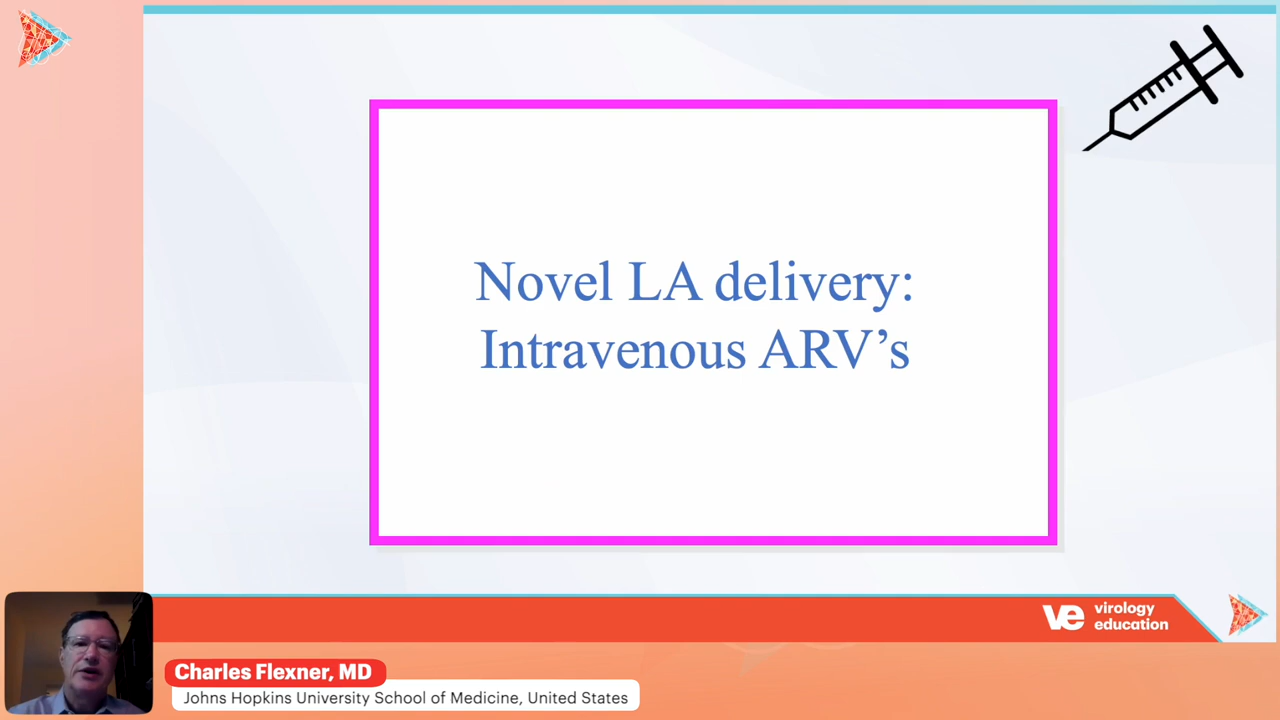 Novel LA delivery:
Intravenous ARV’s
ve virology
education
Charles Flexner, MD
Johns Hopkins University School of Medicine, United States